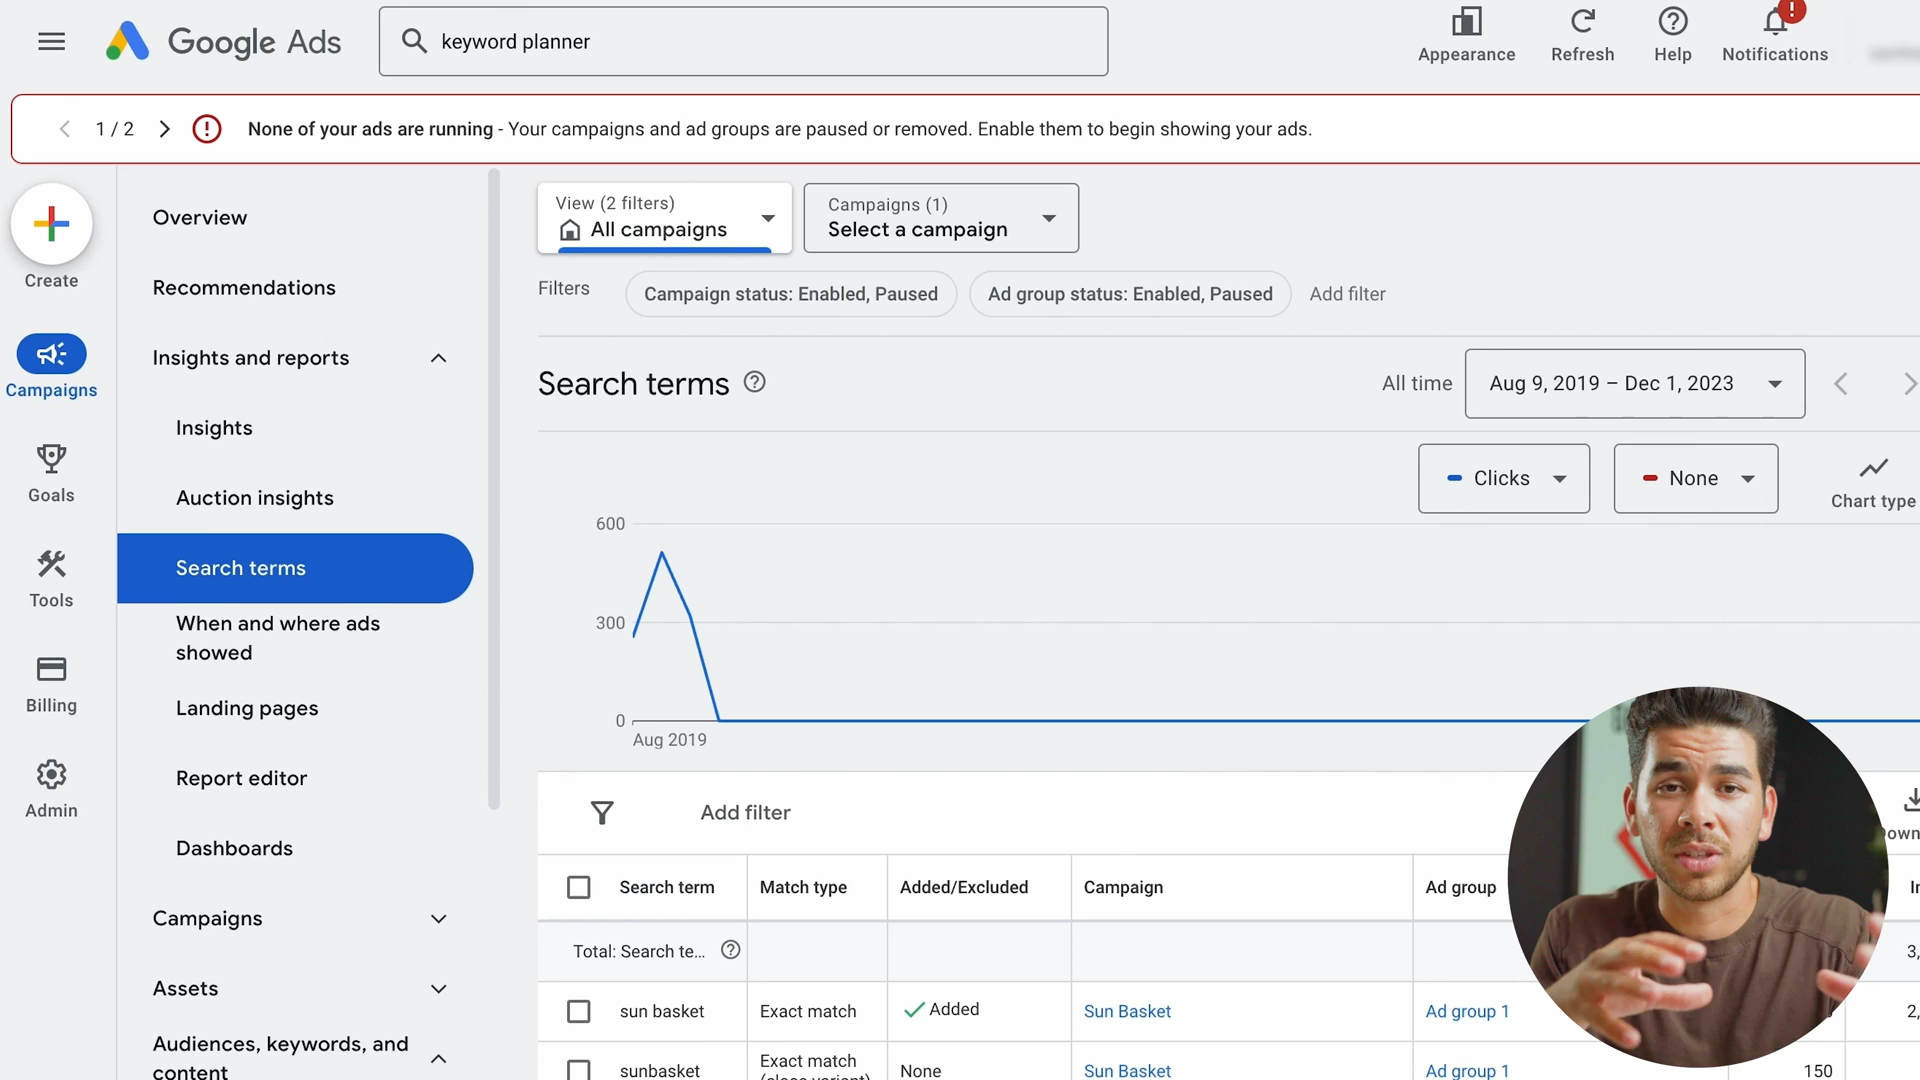 Google Ads
keyword planner
Appearance
Refresh
Help
Notifications
1 / 2
None of your ads are running - Your campaigns and ad groups are paused or removed. Enable them to begin showing your ads.
Create
Campaigns
Goals
Tools
Billing
Admin
Overview
Recommendations
Insights and reports
Insights
Auction insights
Search terms
When and where ads
showed
Landing pages
Report editor
Dashboards
Campaigns
Assets
Audiences, keywords, and
content
View (2 filters)
All campaigns
Campaigns (1)
Select a campaign
Filters
Campaign status: Enabled, Paused
Ad group status: Enabled, Paused
Add filter
Search terms
All time
Aug 9, 2019 – Dec 1, 2023
Clicks
None
Chart type
600
300
0
Aug 2019
Add filter
Search term
Match type
Added/Excluded
Campaign
Ad group
Total: Search te...
3,
sun basket
Exact match
Added
Sun Basket
Ad group 1
2,
sunbasket
Exact match
None
Sun Basket
Ad group 1
150